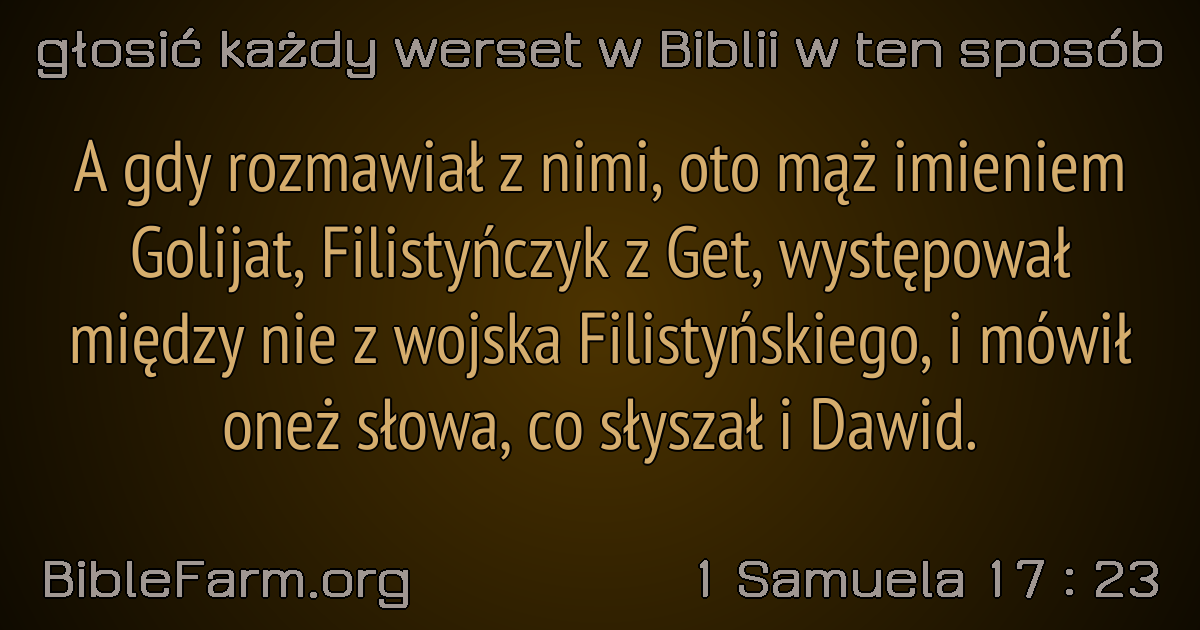 głosić każdy werset w Biblii w ten sposób
A gdy rozmawiał z nimi, oto mąż imieniem
Golijat, Filistyńczyk z Get, występował
między nie z wojska Filistyńskiego, i mówił
oneż słowa, co słyszał i Dawid.
BibleFarm.org
1 Samuela 17 : 23